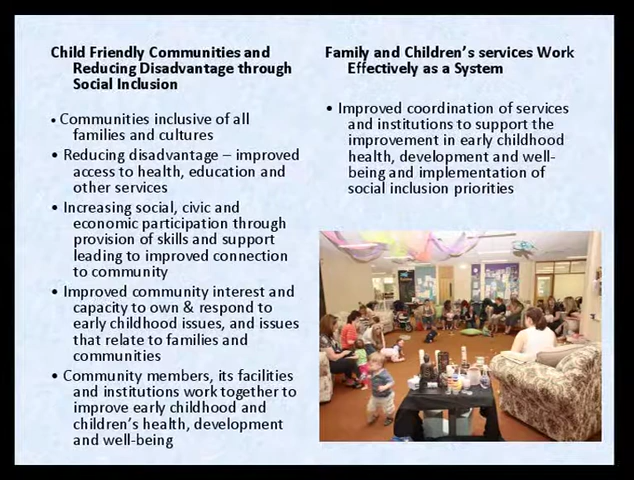 Child Friendly Communities and
Reducing Disadvantage through
Social Inclusion
• Communities inclusive of all
families and cultures
• Reducing disadvantage – improved
access to health, education and
other services
• Increasing social, civic and
economic participation through
provision of skills and support
leading to improved connection
to community
• Improved community interest and
capacity to own & respond to
early childhood issues, and issues
that relate to families and
communities
• Community members, its facilities
and institutions work together to
improve early childhood and
children's health, development
and well-being
Family and Children's services Work
Effectively as a System
• Improved coordination of services
and institutions to support the
improvement in early childhood
health, development and well-
being and implementation of
social inclusion priorities